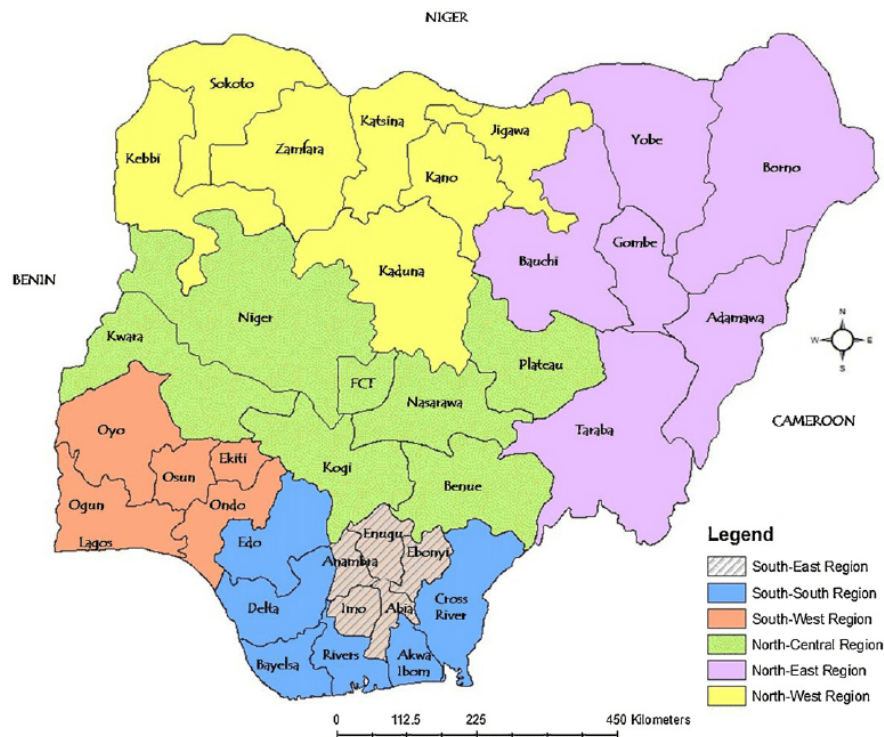 NIGER
Sokoto
Katsina
Jigawa
Yobe
Kebbi
Zamfara
Kano
Borno
Gombe
Bauchi
Kaduna
BENIN
Niger
Adamawa
N
W E
S
Kwara
Plateau
FCT
Nasarawa
CAMEROON
Oyo
Taraba
Ekiti
Osun
Kogi
Benue
Ogun
Ondo
Lagos
Edo
Enugu
Ebonyi
Anambra
Legend
South-East Region
South-South Region
South-West Region
North-Central Region
North-East Region
North-West Region
Delta
Imo
Abia
Cross
River
Bayelsa
Rivers
Akwa
Ibom
0 112.5 225 450 Kilometers